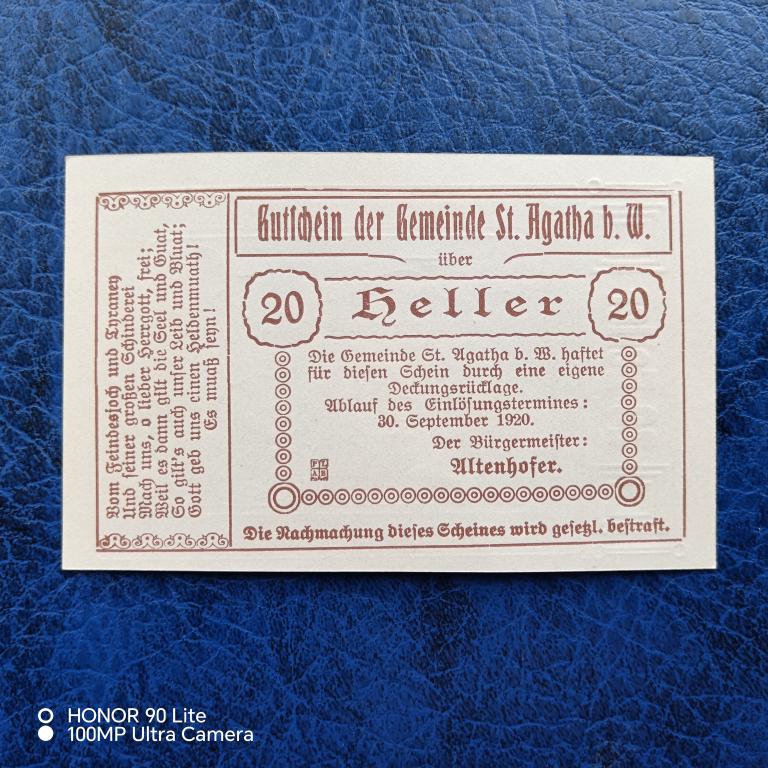 Gutschein der Gemeinde St. Agatha b. W.
über
20 Heller 20
Die Gemeinde St. Agatha b. W. haftet
für diesen Schein durch eine eigene
Deckungsrücklage.
Ablauf des Einlösungstermines:
30. September 1920.
Der Bürgermeister:
Altenhofer.
Die Nachmachung dieses Scheines wird gesetzl. bestraft.
Vom Feindesjoch und Tyraney
Und seiner großen Schinderei
Mach uns, o lieber Herrgott, frei;
Weil es dann gilt die Seel und Guat,
So gilt's auch unser Leib und Bluat;
Gott geb uns einen Heldenmuath!
Es muaß seyn!
HONOR 90 Lite
100MP Ultra Camera